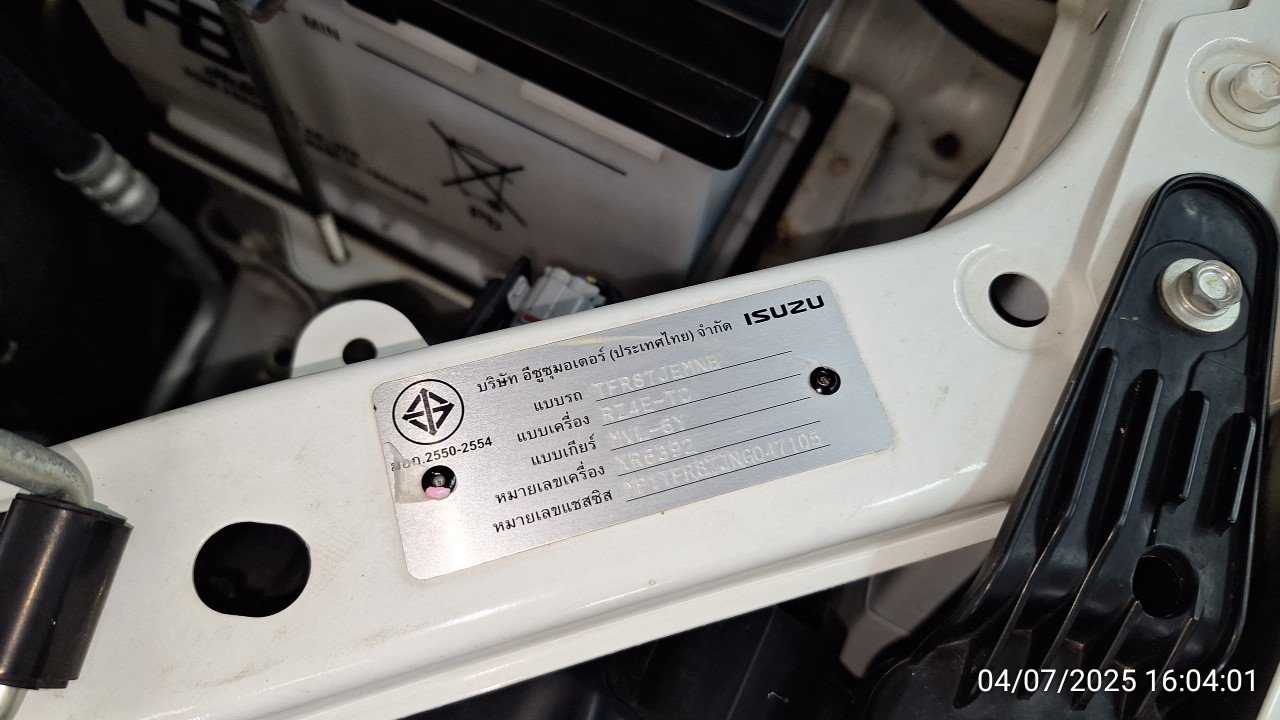 MIN
ISUZU
บริษัท อีซูซุมอเตอร์ (ประเทศไทย) จำกัด
แบบรถ TFR87JEMNE
แบบเครื่อง RZ4E-TC
มอก.2550-2554
แบบเกียร์ MVL-6Y
หมายเลขเครื่อง XR6392
หมายเลขแชสซิส
04/07/2025 16:04:01